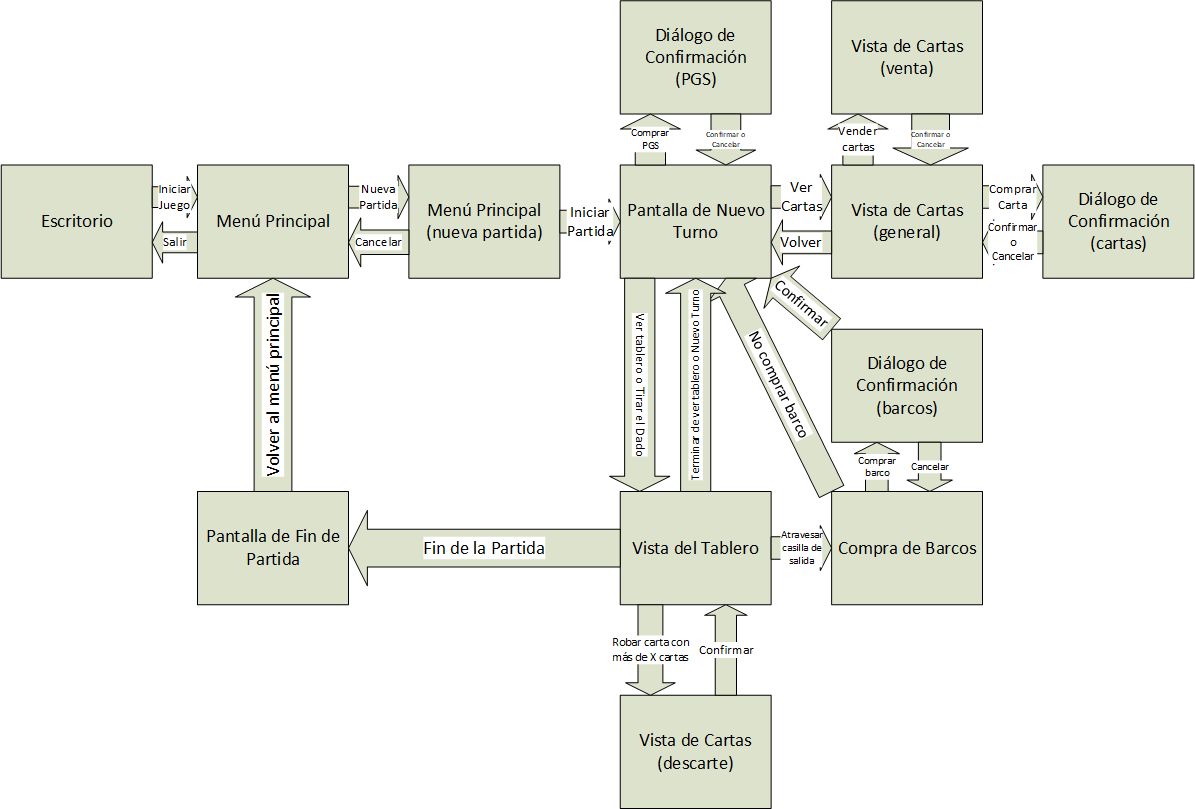 Diálogo de
Confirmación
(PGS)
Vista de Cartas
(venta)
Comprar
PGS
Confirmar o
Cancelar
Vender
cartas
Confirmar o
Cancelar
Escritorio
Iniciar
Juego
Salir
Menú Principal
Nueva
Partida
Cancelar
Menú Principal
(nueva partida)
Iniciar
Partida
Pantalla de Nuevo
Turno
Ver
Cartas
Volver
Vista de Cartas
(general)
Comprar
Carta
Confirmar
o
Cancelar
Diálogo de
Confirmación
(cartas)
Volver al menú principal
Ver tablero o Tirar el Dado
Terminar de ver tablero o Nuevo Turno
No comprar barco
Confirmar
Diálogo de
Confirmación
(barcos)
Comprar
barco
Cancelar
Pantalla de Fin de
Partida
Fin de la Partida
Vista del Tablero
Atravesar
casilla de
salida
Compra de Barcos
Robar carta con
más de X cartas
Confirmar
Vista de Cartas
(descarte)